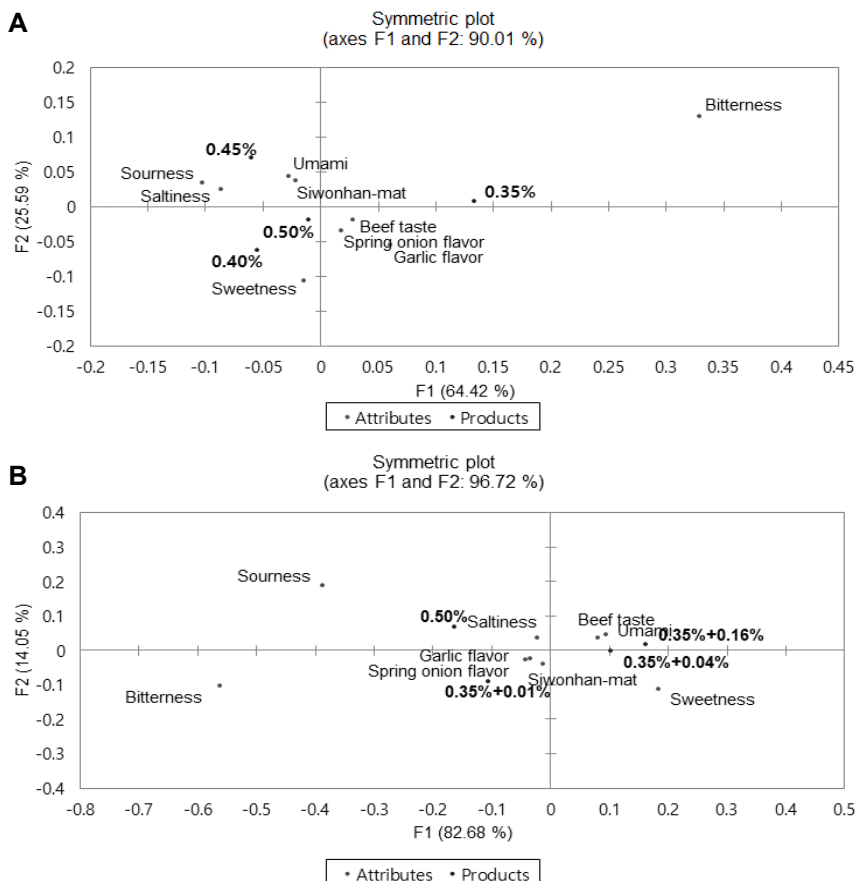 A
Symmetric plot
(axes F1 and F2: 90.01 %)
0.2
0.15
0.1
0.05
0
-0.05
-0.1
-0.15
-0.2
F2 (25.59 %)
Bitterness
0.45%
Umami
Sourness
Siwonhan-mat
Saltiness
0.35%
Beef taste
0.50%
Spring onion flavor
Garlic flavor
0.40%
Sweetness
-0.2 -0.15 -0.1 -0.05 0 0.05 0.1 0.15 0.2 0.25 0.3 0.35 0.4 0.45
F1 (64.42 %)
Attributes Products
B
Symmetric plot
(axes F1 and F2: 96.72 %)
0.4
0.3
0.2
0.1
0
-0.1
-0.2
-0.3
-0.4
F2 (14.05 %)
Sourness
0.50%
Saltiness
Beef taste
Umami
0.35%+0.16%
Garlic flavor
0.35%+0.04%
Spring onion flavor
Siwonhan-mat
0.35%+0.01%
Bitterness
Sweetness
-0.8 -0.7 -0.6 -0.5 -0.4 -0.3 -0.2 -0.1 0 0.1 0.2 0.3 0.4 0.5
F1 (82.68 %)
Attributes Products